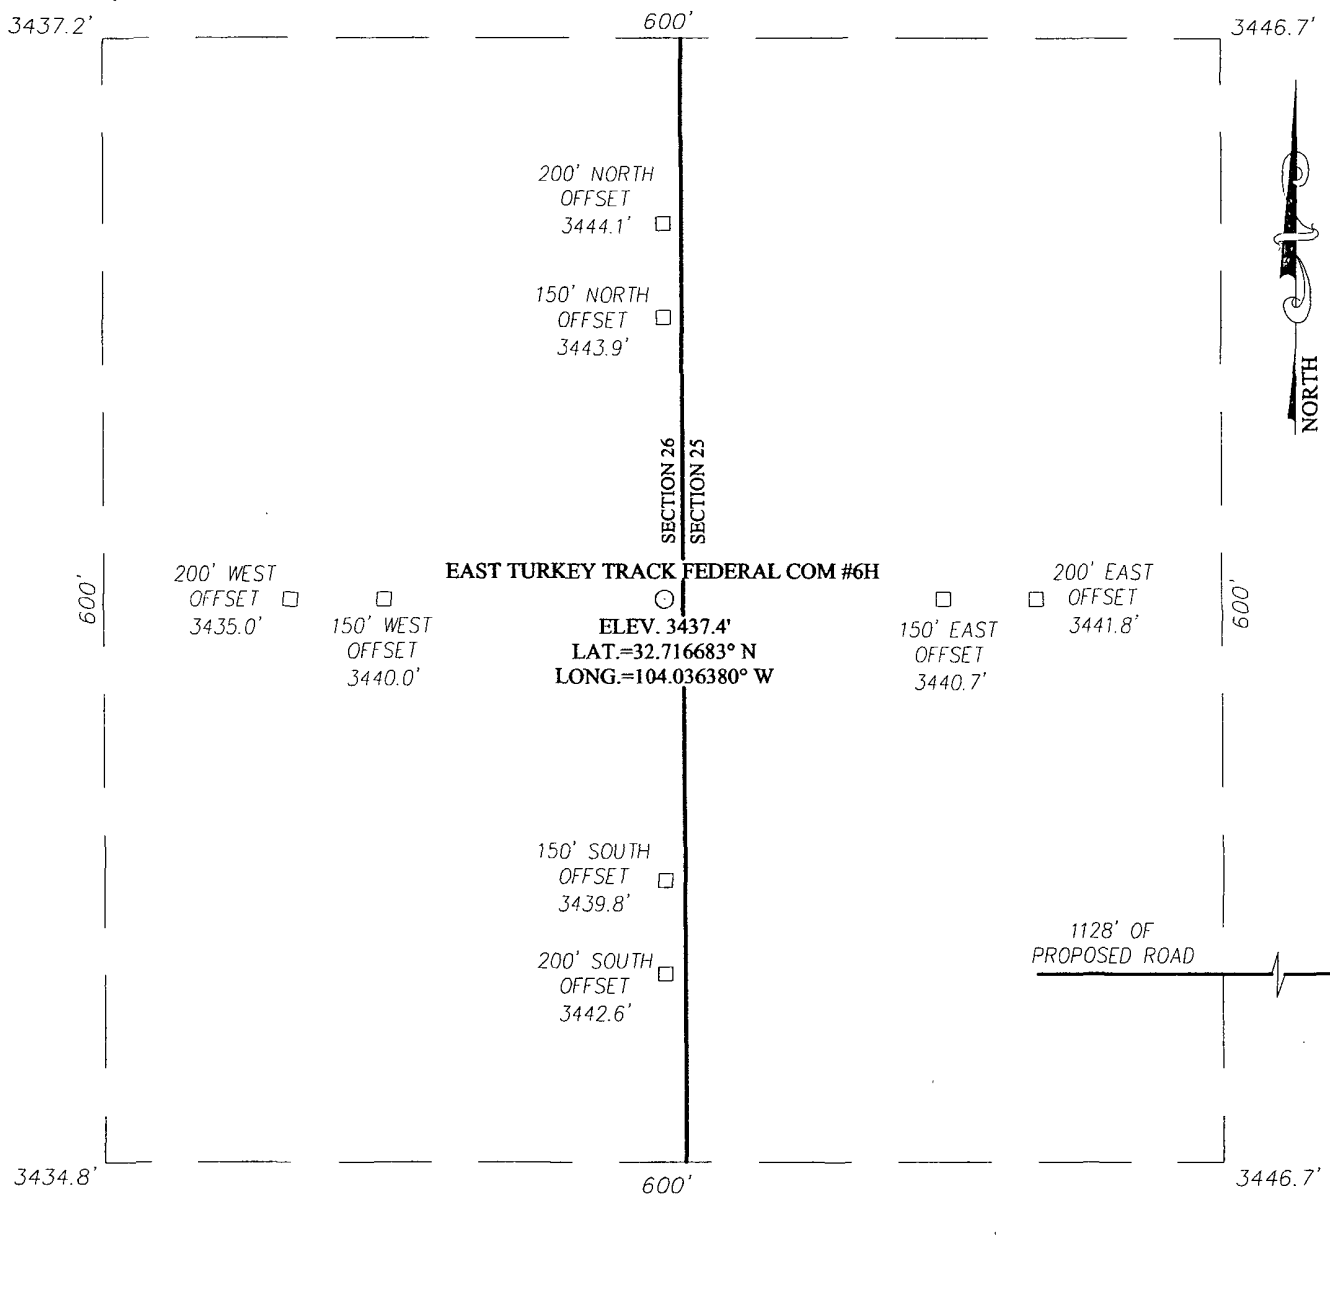 3437.2'
600'
3446.7'
200' NORTH
OFFSET
3444.1'
150' NORTH
OFFSET
3443.9'
NORTH
SECTION 26
SECTION 25
EAST TURKEY TRACK FEDERAL COM #6H
ELEV. 3437.4'
LAT.=32.716683° N
LONG.=104.036380° W
600'
200' WEST
OFFSET
3435.0'
150' WEST
OFFSET
3440.0'
150' EAST
OFFSET
3440.7'
200' EAST
OFFSET
3441.8'
600'
150' SOUTH
OFFSET
3439.8'
200' SOUTH
OFFSET
3442.6'
1128' OF
PROPOSED ROAD
3434.8'
600'
3446.7'